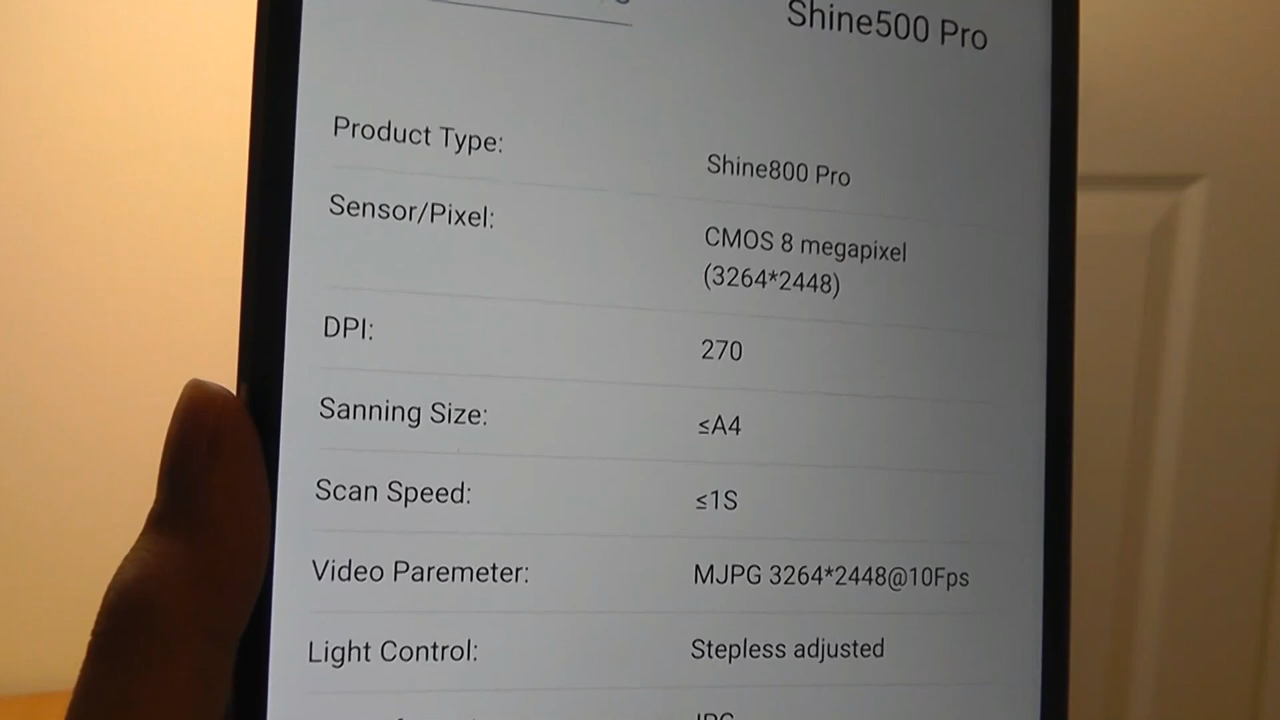 Shine500 Pro
Product Type:
Shine800 Pro
Sensor/Pixel:
CMOS 8 megapixel
(3264*2448)
DPI:
270
Sanning Size:
≤A4
Scan Speed:
≤1S
Video Paremeter:
MJPG 3264*2448@10Fps
Light Control:
Stepless adjusted